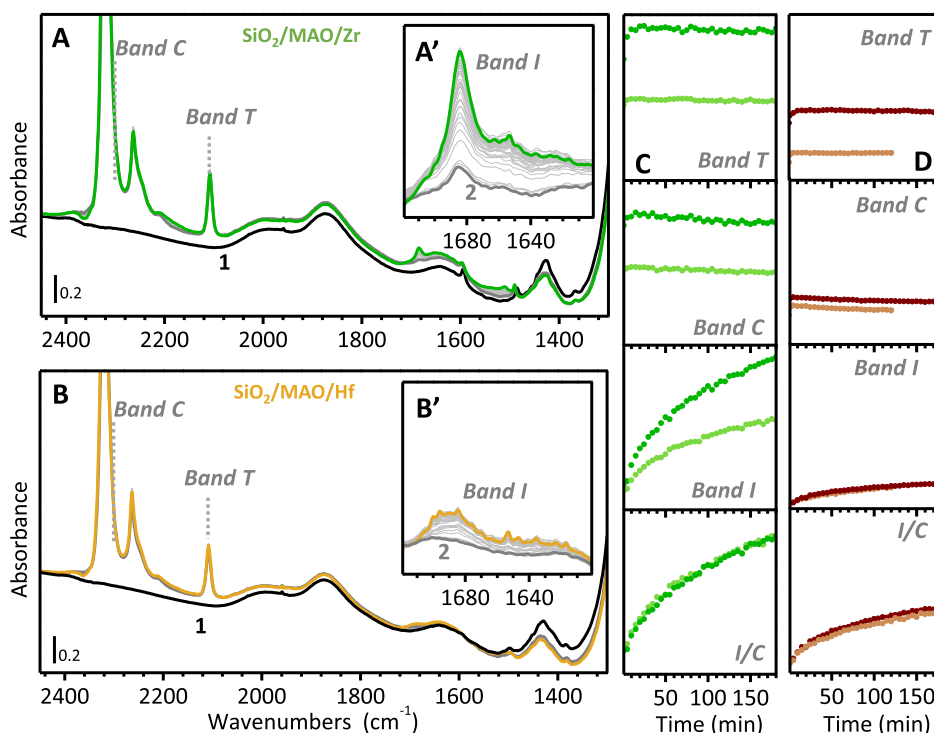 A
SiO2/MAO/Zr
Band C
Band T
A'
Band I
2
1680 1640
1
0.2
Absorbance
2400 2200 2000 1800 1600 1400
B
SiO2/MAO/Hf
Band C
Band T
B'
Band I
2
1680 1640
1
0.2
Absorbance
2400 2200 2000 1800 1600 1400
Wavenumbers (cm-1)
C
Band T
Band C
Band I
I/C
50 100 150
Time (min)
Band T
D
Band C
Band I
I/C
50 100 150
Time (min)